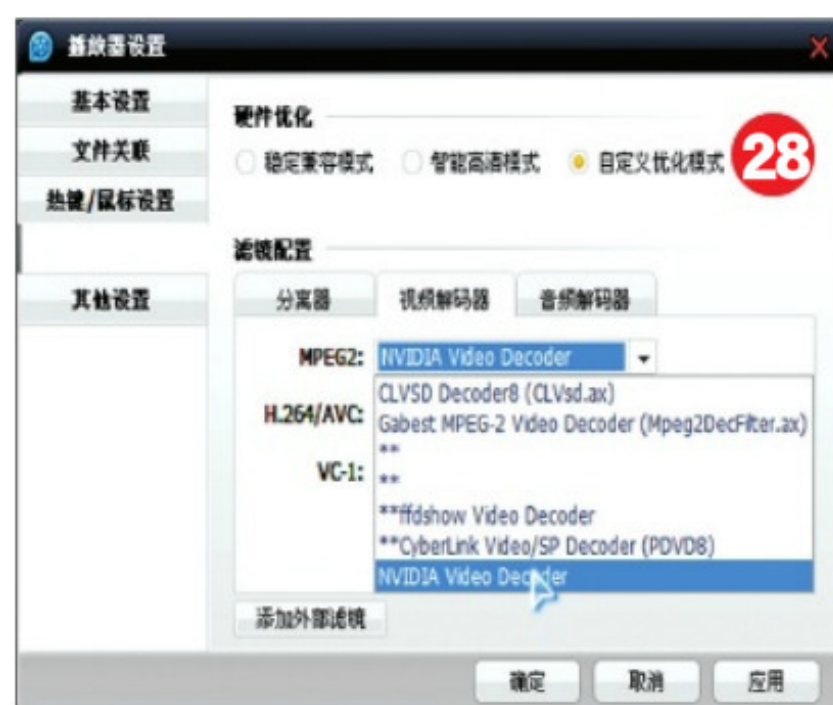 播放器设置
基本设置
文件关联
热键/鼠标设置
其他设置
硬件优化
稳定兼容模式 智能高清模式 自定义优化模式 28
滤镜配置
分离器 视频解码器 音频解码器
MPEG2: NVIDIA Video Decoder
CLVSD Decoder8 (CLVsd.ax)
H.264/AVC: Gabest MPEG-2 Video Decoder (Mpeg2DecFilter.ax)
**
VC-1: **
**ffdshow Video Decoder
**CyberLink Video/SP Decoder (PDVD8)
NVIDIA Video Decoder
添加外部滤镜
确定 取消 应用